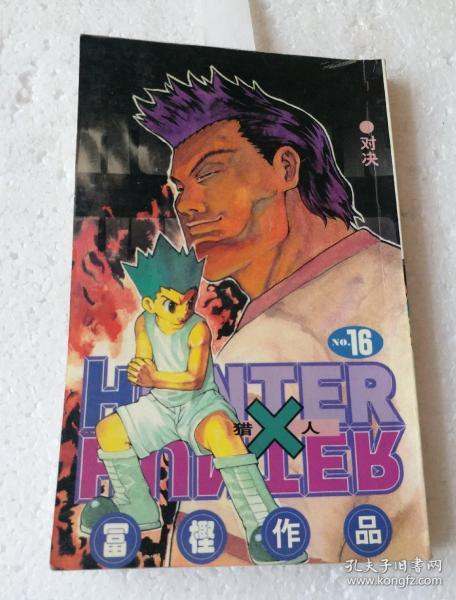 ●对决
NO.16
HUNTER
猎×人
HUNTER
冨樫作品
孔夫子旧书网
https://www.kongfz.com